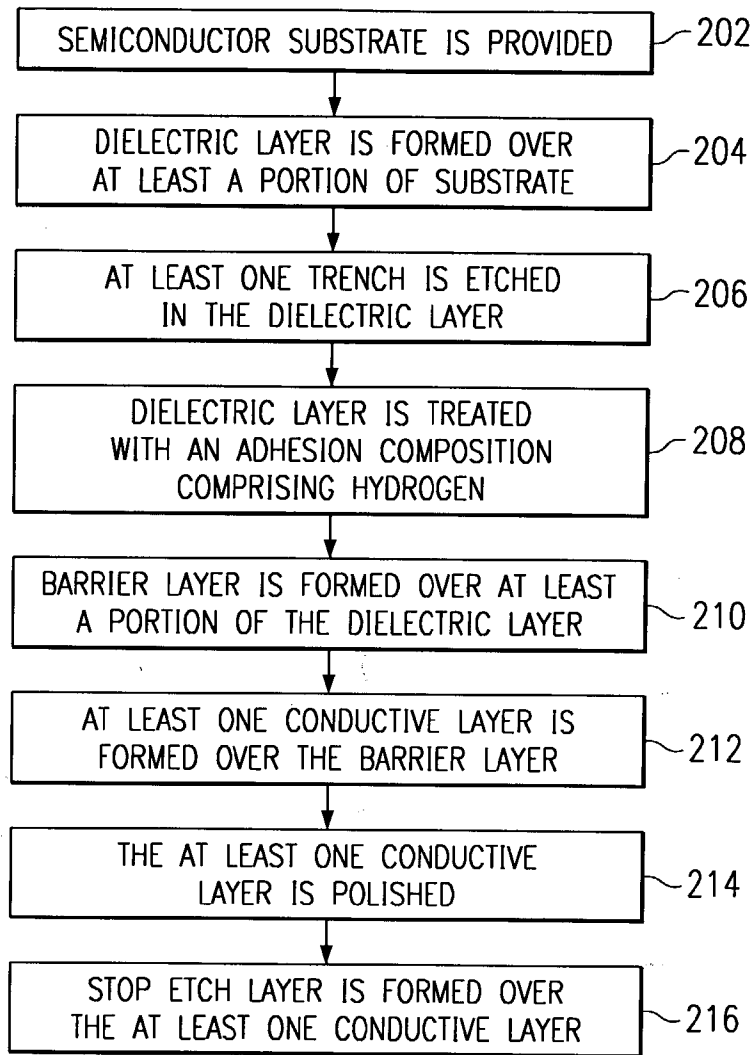 SEMICONDUCTOR SUBSTRATE IS PROVIDED
202
DIELECTRIC LAYER IS FORMED OVER
AT LEAST A PORTION OF SUBSTRATE
204
AT LEAST ONE TRENCH IS ETCHED
IN THE DIELECTRIC LAYER
206
DIELECTRIC LAYER IS TREATED
WITH AN ADHESION COMPOSITION
COMPRISING HYDROGEN
208
BARRIER LAYER IS FORMED OVER AT LEAST
A PORTION OF THE DIELECTRIC LAYER
210
AT LEAST ONE CONDUCTIVE LAYER IS
FORMED OVER THE BARRIER LAYER
212
THE AT LEAST ONE CONDUCTIVE
LAYER IS POLISHED
214
STOP ETCH LAYER IS FORMED OVER
THE AT LEAST ONE CONDUCTIVE LAYER
216